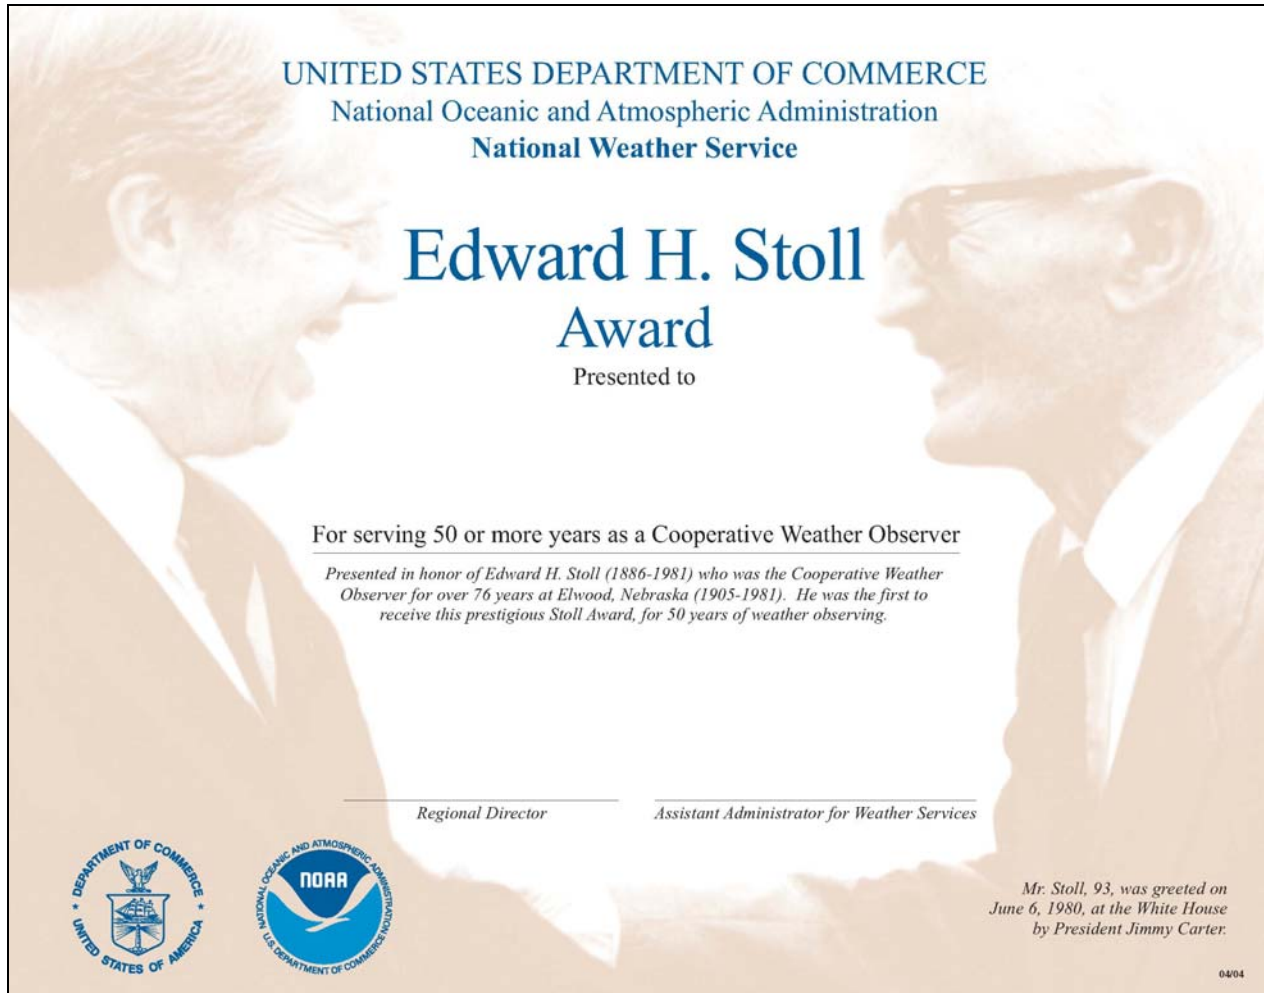 UNITED STATES DEPARTMENT OF COMMERCE
National Oceanic and Atmospheric Administration
National Weather Service
Edward H. Stoll
Award
Presented to
For serving 50 or more years as a Cooperative Weather Observer
Presented in honor of Edward H. Stoll (1886-1981) who was the Cooperative Weather
Observer for over 76 years at Elwood, Nebraska (1905-1981).  He was the first to
receive this prestigious Stoll Award, for 50 years of weather observing.
Regional Director
Assistant Administrator for Weather Services
DEPARTMENT OF COMMERCE
UNITED STATES OF AMERICA
NATIONAL OCEANIC AND ATMOSPHERIC ADMINISTRATION
NOAA
U.S. DEPARTMENT OF COMMERCE
Mr. Stoll, 93, was greeted on
June 6, 1980, at the White House
by President Jimmy Carter.
04/04